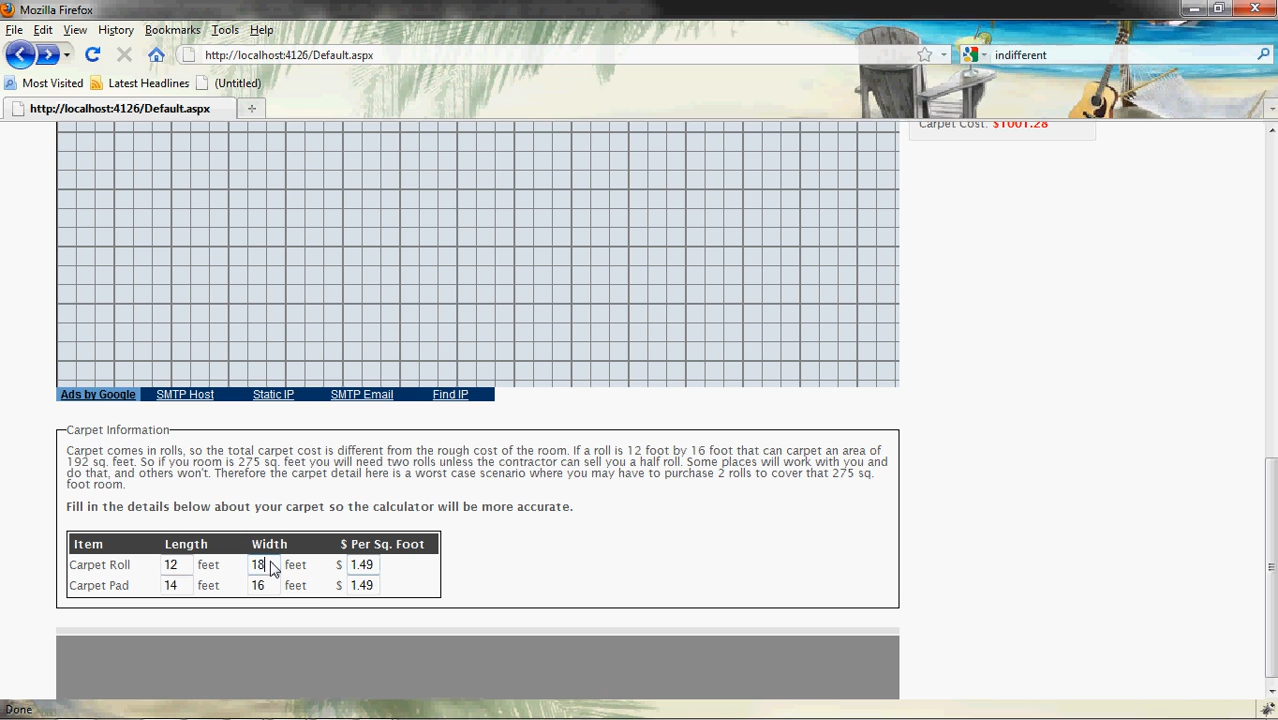 Mozilla Firefox
File Edit View History Bookmarks Tools Help
http://localhost:4126/Default.aspx
indifferent
Most Visited Latest Headlines (Untitled)
http://localhost:4126/Default.aspx
Carpet Cost: $1001.28
Ads by Google SMTP Host Static IP SMTP Email Find IP
Carpet Information
Carpet comes in rolls, so the total carpet cost is different from the rough cost of the room. If a roll is 12 foot by 16 foot that can carpet an area of
192 sq. feet. So if you room is 275 sq. feet you will need two rolls unless the contractor can sell you a half roll. Some places will work with you and
do that, and others won't. Therefore the carpet detail here is a worst case scenario where you may have to purchase 2 rolls to cover that 275 sq.
foot room.
Fill in the details below about your carpet so the calculator will be more accurate.
Item Length Width $ Per Sq. Foot
Carpet Roll 12 feet 18 feet $ 1.49
Carpet Pad 14 feet 16 feet $ 1.49
Done